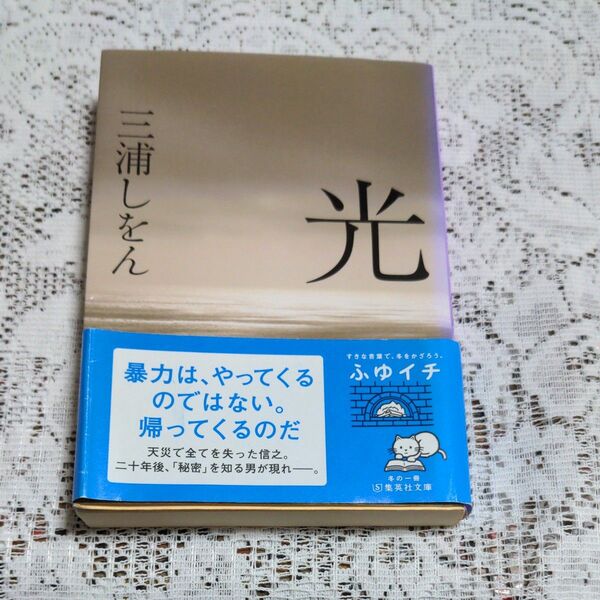 三浦しをん
光
すきな言葉で、冬をかざろう。
ふゆイチ
暴力は、やってくる
のではない。
帰ってくるのだ
天災で全てを失った信之。
二十年後、「秘密」を知る男が現れ――。
冬の一冊
S集英社文庫